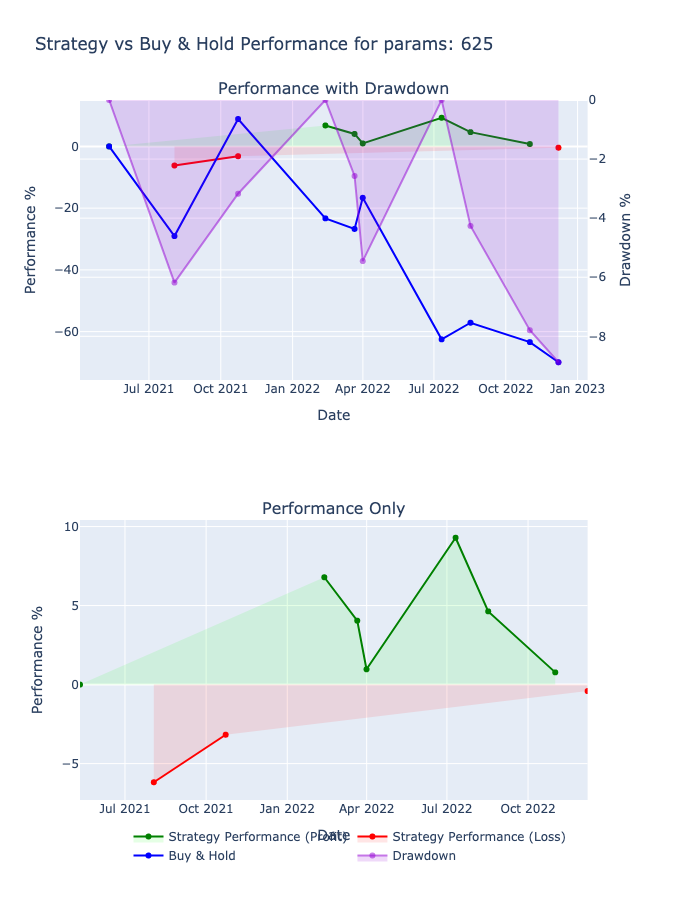 Strategy vs Buy & Hold Performance for params: 625
Performance with Drawdown
0
−20
−40
−60
0
−2
−4
−6
−8
Performance %
Drawdown %
Jul 2021 Oct 2021 Jan 2022 Apr 2022 Jul 2022 Oct 2022 Jan 2023
Date
Performance Only
10
5
0
−5
Performance %
Jul 2021 Oct 2021 Jan 2022 Apr 2022 Jul 2022 Oct 2022
Date
Strategy Performance (Profit) Strategy Performance (Loss)
Buy & Hold Drawdown